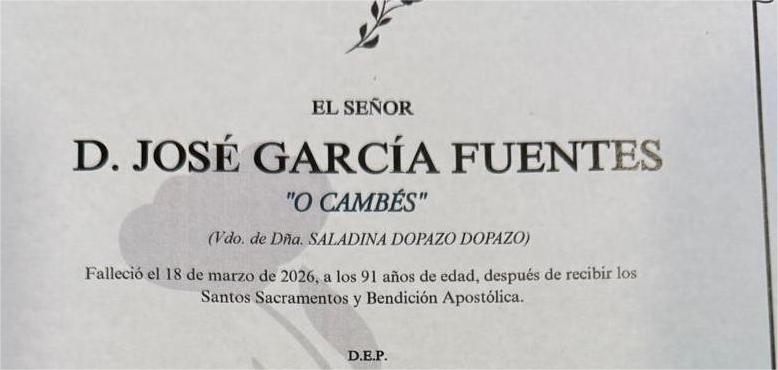 EL SEÑOR
D. JOSÉ GARCÍA FUENTES
"O CAMBÉS"
(Vdo. de Dña. SALADINA DOPAZO DOPAZO)
Falleció el 18 de marzo de 2026, a los 91 años de edad, después de recibir los
Santos Sacramentos y Bendición Apostólica.
D.E.P.